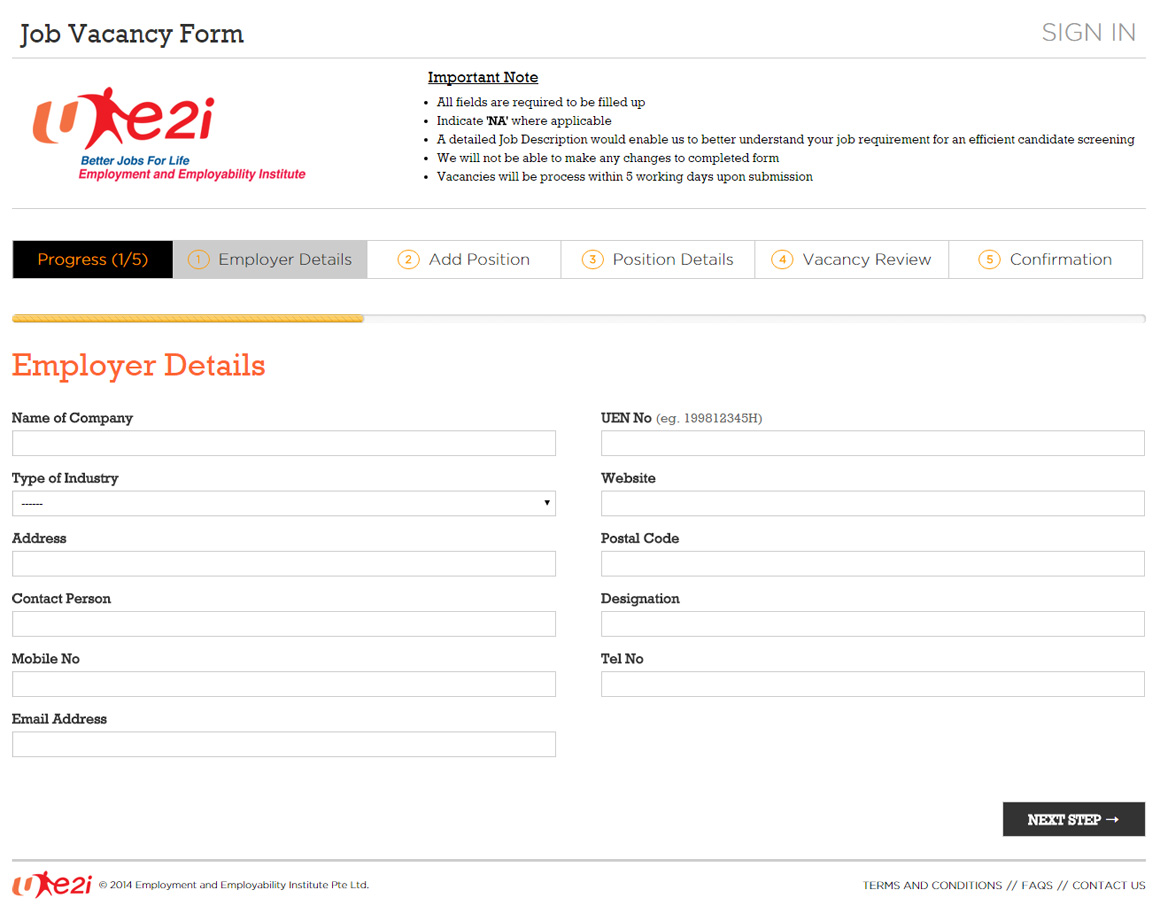 Job Vacancy Form
SIGN IN
Important Note
All fields are required to be filled up
Indicate 'NA' where applicable
A detailed Job Description would enable us to better understand your job requirement for an efficient candidate screening
We will not be able to make any changes to completed form
Vacancies will be process within 5 working days upon submission
u e2i
Better Jobs For Life
Employment and Employability Institute
Progress (1/5)
1 Employer Details
2 Add Position
3 Position Details
4 Vacancy Review
5 Confirmation
Employer Details
Name of Company
UEN No (eg. 199812345H)
Type of Industry
Website
------
Address
Postal Code
Contact Person
Designation
Mobile No
Tel No
Email Address
NEXT STEP →
u e2i © 2014 Employment and Employability Institute Pte Ltd.
TERMS AND CONDITIONS // FAQS // CONTACT US